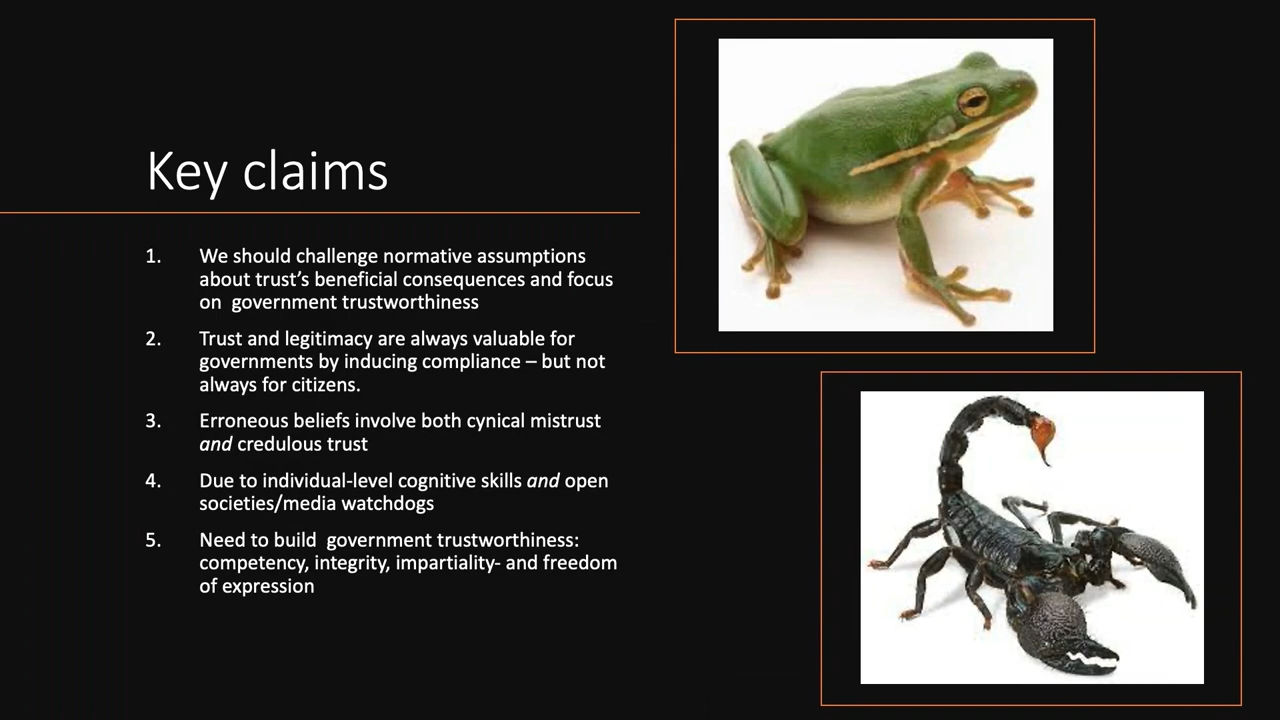 Key claims
1. We should challenge normative assumptions
about trust’s beneficial consequences and focus
on  government trustworthiness
2. Trust and legitimacy are always valuable for
governments by inducing compliance – but not
always for citizens.
3. Erroneous beliefs involve both cynical mistrust
and credulous trust
4. Due to individual-level cognitive skills and open
societies/media watchdogs
5. Need to build  government trustworthiness:
competency, integrity, impartiality- and freedom
of expression